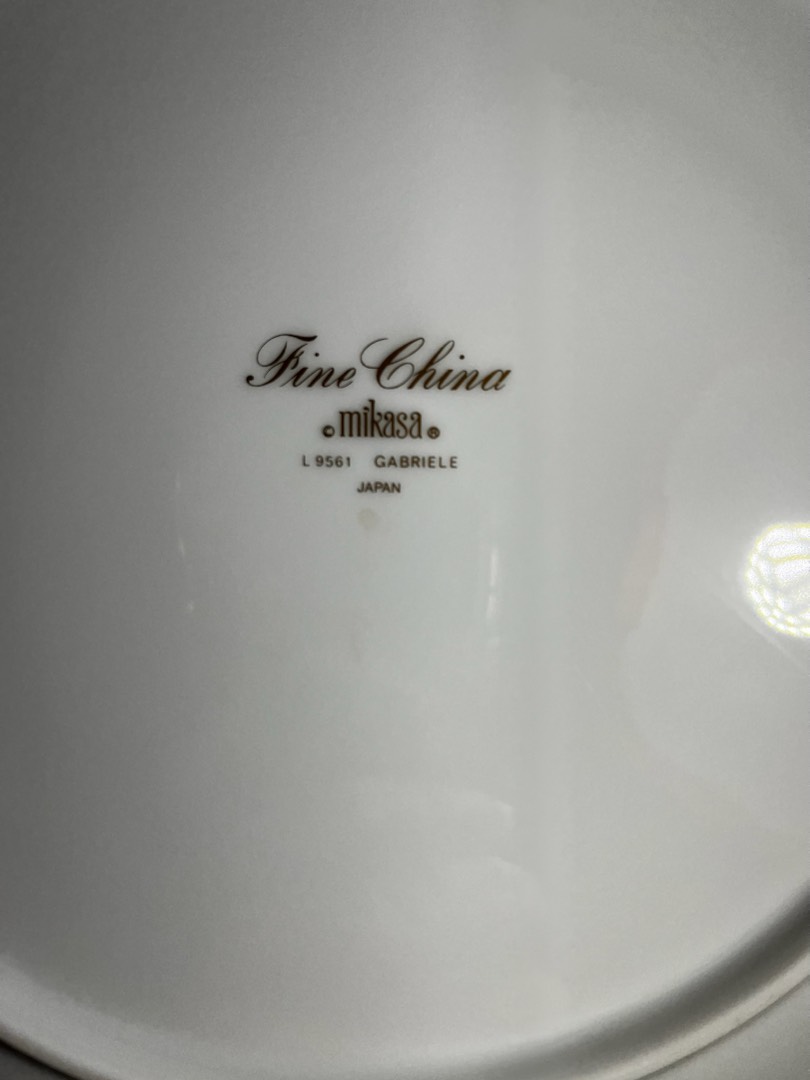 Fine China
© mikasa ®
L 9561 GABRIELE
JAPAN